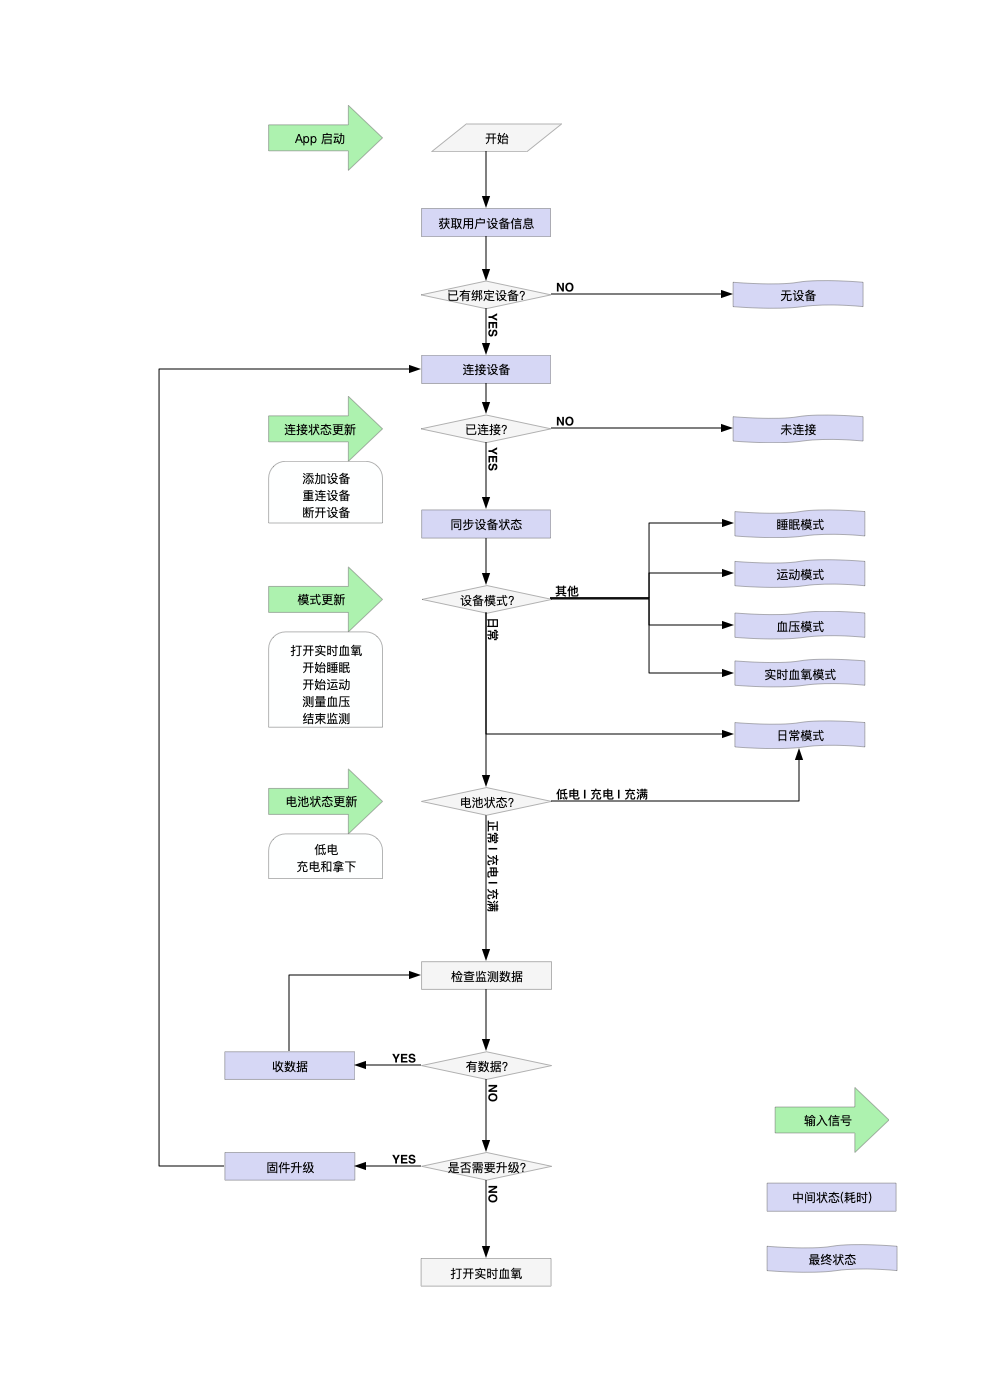 App 启动
开始
获取用户设备信息
已有绑定设备?
NO
无设备
YES
连接设备
连接状态更新
已连接?
NO
未连接
YES
添加设备
重连设备
断开设备
同步设备状态
睡眠模式
运动模式
模式更新
设备模式?
其他
血压模式
日常
打开实时血氧
开始睡眠
开始运动
测量血压
结束监测
实时血氧模式
日常模式
电池状态更新
电池状态?
低电 I 充电 I 充满
正常 I 充电 I 充满
低电
充电和拿下
检查监测数据
收数据
YES
有数据?
NO
输入信号
固件升级
YES
是否需要升级?
NO
中间状态(耗时)
最终状态
打开实时血氧